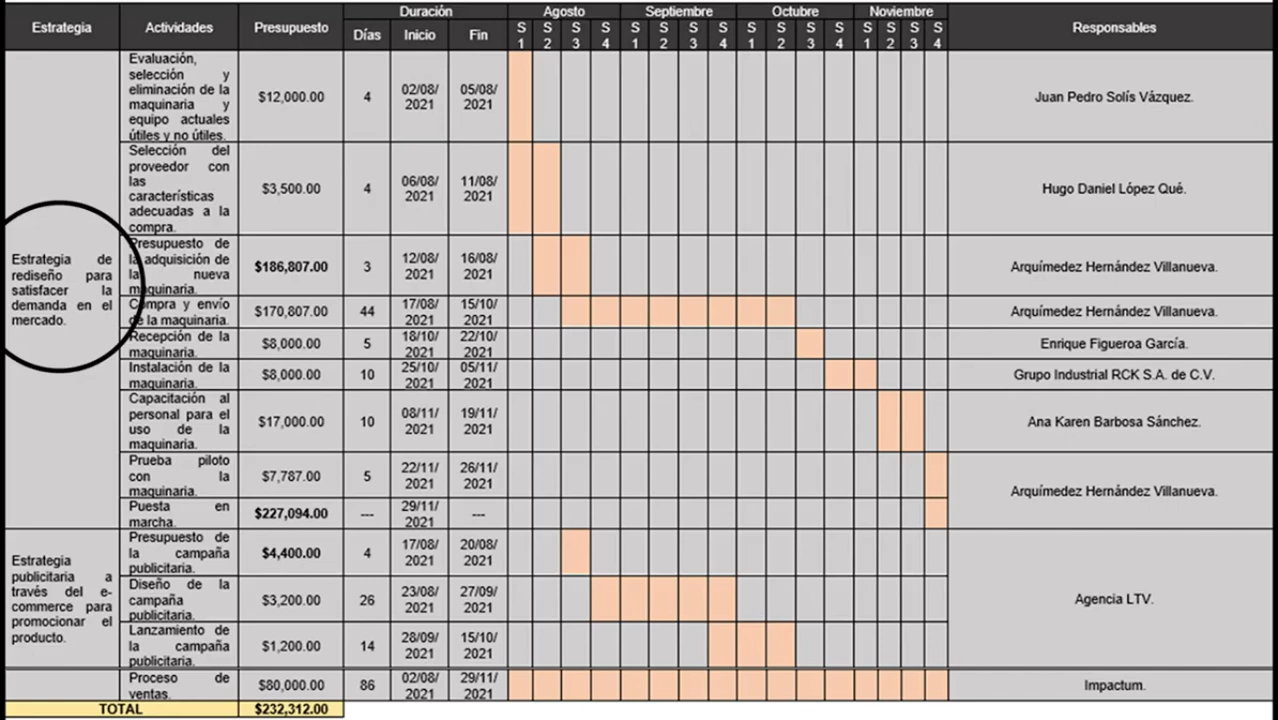 Estrategia Actividades Presupuesto Duración Agosto Septiembre Octubre Noviembre Responsables
Días Inicio Fin S 1 S 2 S 3 S 4 S 1 S 2 S 3 S 4 S 1 S 2 S 3 S 4 S 1 S 2 S 3 S 4
Estrategia de
rediseño para
satisfacer la
demanda en el
mercado.
Evaluación,
selección y
eliminación de la
maquinaria y
equipo actuales
útiles y no útiles.
$12,000.00 4 02/08/ 2021 05/08/ 2021 Juan Pedro Solís Vázquez.
Selección del
proveedor con
las
características
adecuadas a la
compra.
$3,500.00 4 06/08/ 2021 11/08/ 2021 Hugo Daniel López Qué.
Presupuesto de
la adquisición de
la nueva
maquinaria.
$186,807.00 3 12/08/ 2021 16/08/ 2021 Arquímedez Hernández Villanueva.
Compra y envío
de la maquinaria.
$170,807.00 44 17/08/ 2021 15/10/ 2021 Arquímedez Hernández Villanueva.
Recepción de la
maquinaria.
$8,000.00 5 18/10/ 2021 22/10/ 2021 Enrique Figueroa García.
Instalación de la
maquinaria.
$8,000.00 10 25/10/ 2021 05/11/ 2021 Grupo Industrial RCK S.A. de C.V.
Capacitación al
personal para el
uso de la
maquinaria.
$17,000.00 10 08/11/ 2021 19/11/ 2021 Ana Karen Barbosa Sánchez.
Prueba piloto
con la
maquinaria.
$7,787.00 5 22/11/ 2021 26/11/ 2021 Arquímedez Hernández Villanueva.
Puesta en
marcha.
$227,094.00 --- 29/11/ 2021 ---
Estrategia
publicitaria a
través del e-
commerce para
promocionar el
producto.
Presupuesto de
la campaña
publicitaria.
$4,400.00 4 17/08/ 2021 20/08/ 2021
Diseño de la
campaña
publicitaria.
$3,200.00 26 23/08/ 2021 27/09/ 2021 Agencia LTV.
Lanzamiento de
la campaña
publicitaria.
$1,200.00 14 28/09/ 2021 15/10/ 2021
Proceso de
ventas.
$80,000.00 86 02/08/ 2021 29/11/ 2021 Impactum.
TOTAL $232,312.00